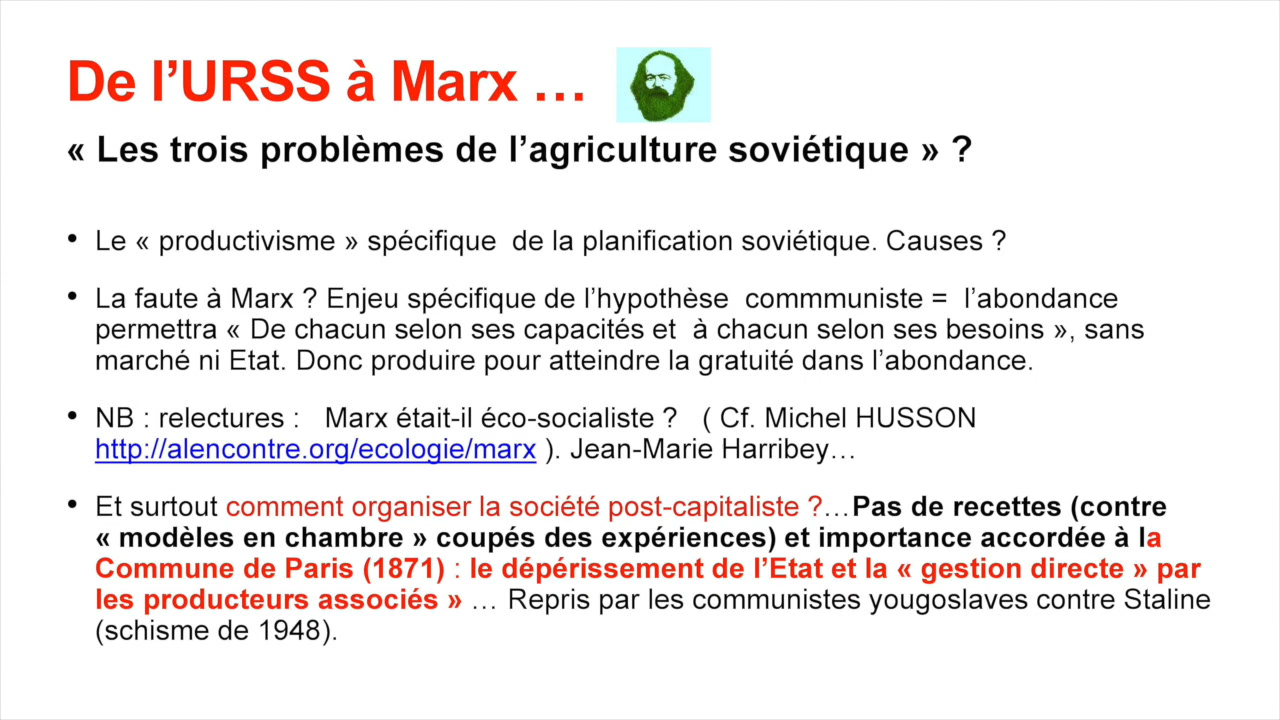 De l’URSS à Marx …
« Les trois problèmes de l’agriculture soviétique » ?
• Le « productivisme » spécifique  de la planification soviétique. Causes ?
• La faute à Marx ? Enjeu spécifique de l’hypothèse  commmuniste =  l’abondance
permettra « De chacun selon ses capacités et  à chacun selon ses besoins », sans
marché ni Etat. Donc produire pour atteindre la gratuité dans l’abondance.
• NB : relectures :   Marx était-il éco-socialiste ?   ( Cf. Michel HUSSON
http://alencontre.org/ecologie/marx ). Jean-Marie Harribey…
• Et surtout comment organiser la société post-capitaliste ?…Pas de recettes (contre
« modèles en chambre » coupés des expériences) et importance accordée à la
Commune de Paris (1871) : le dépérissement de l’Etat et la « gestion directe » par
les producteurs associés » … Repris par les communistes yougoslaves contre Staline
(schisme de 1948).